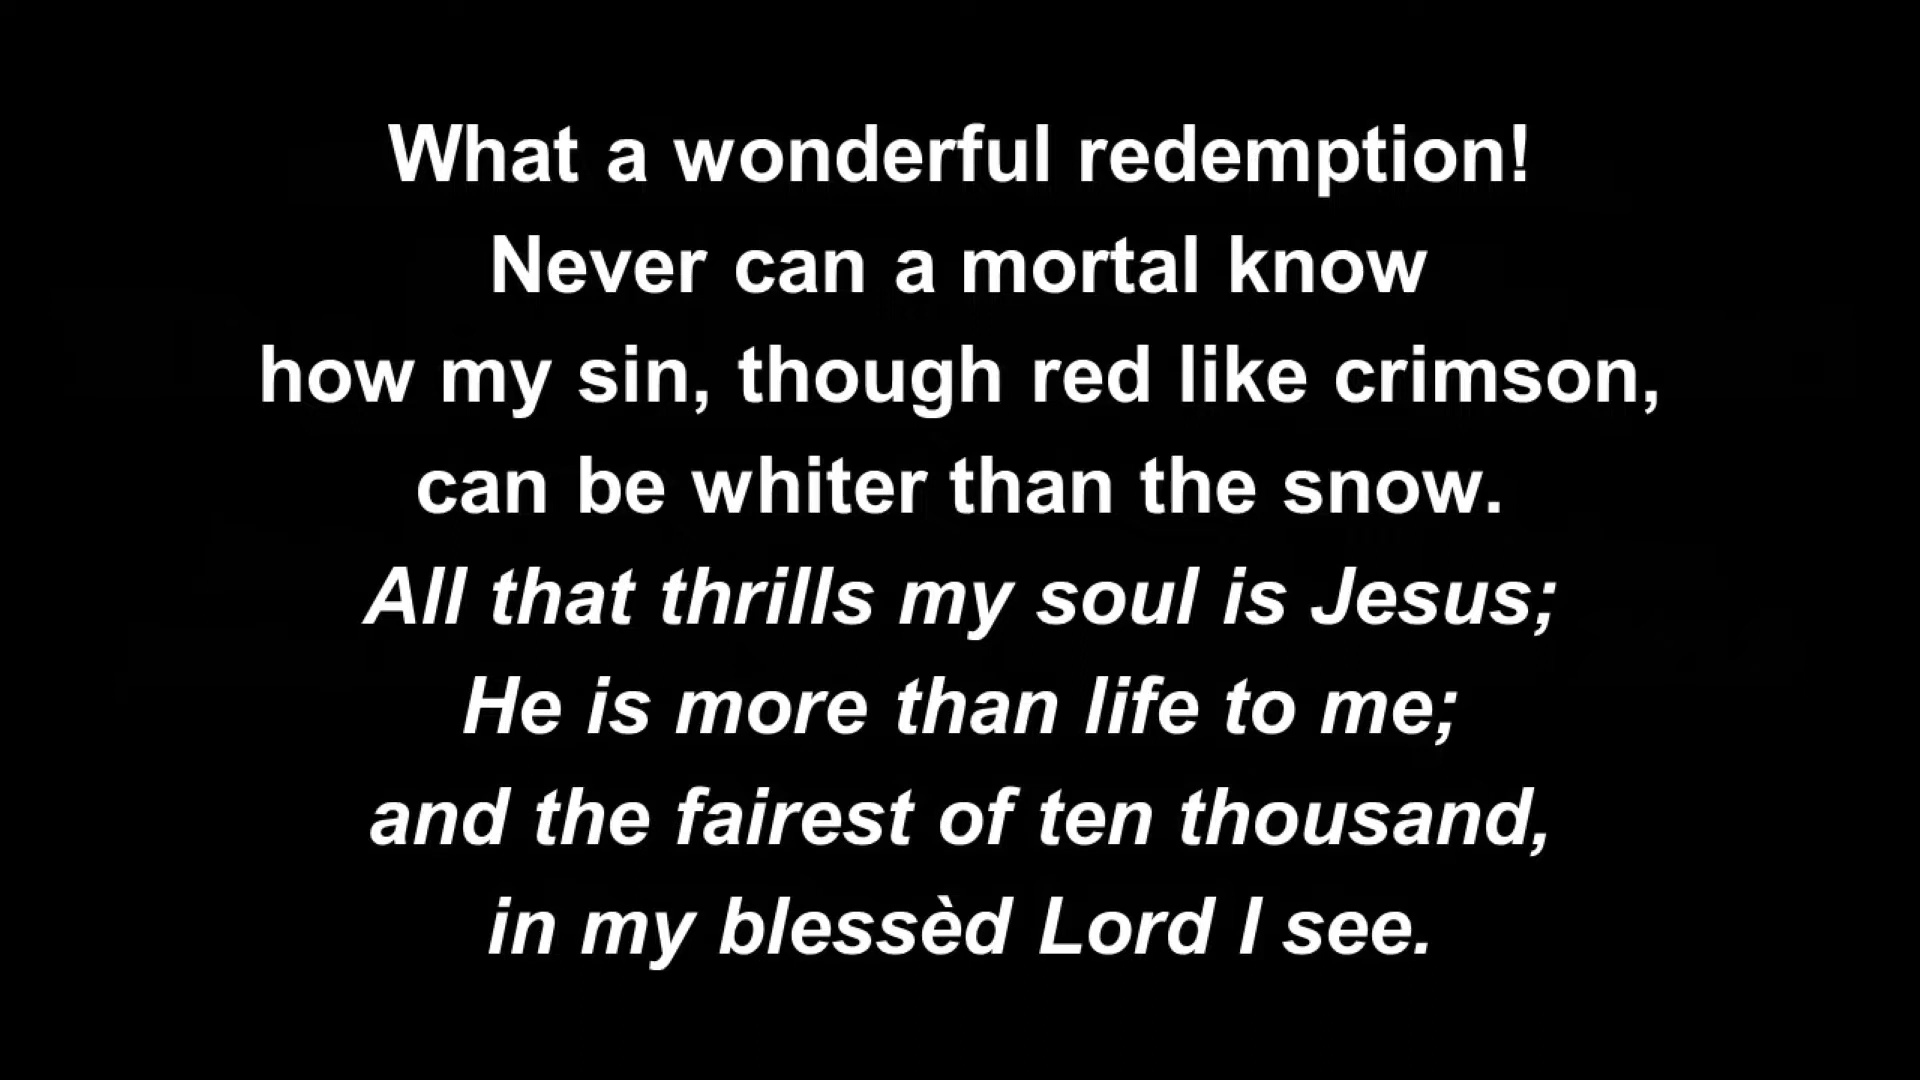 What a wonderful redemption!
Never can a mortal know
how my sin, though red like crimson,
can be whiter than the snow.
All that thrills my soul is Jesus;
He is more than life to me;
and the fairest of ten thousand,
in my blessèd Lord I see.